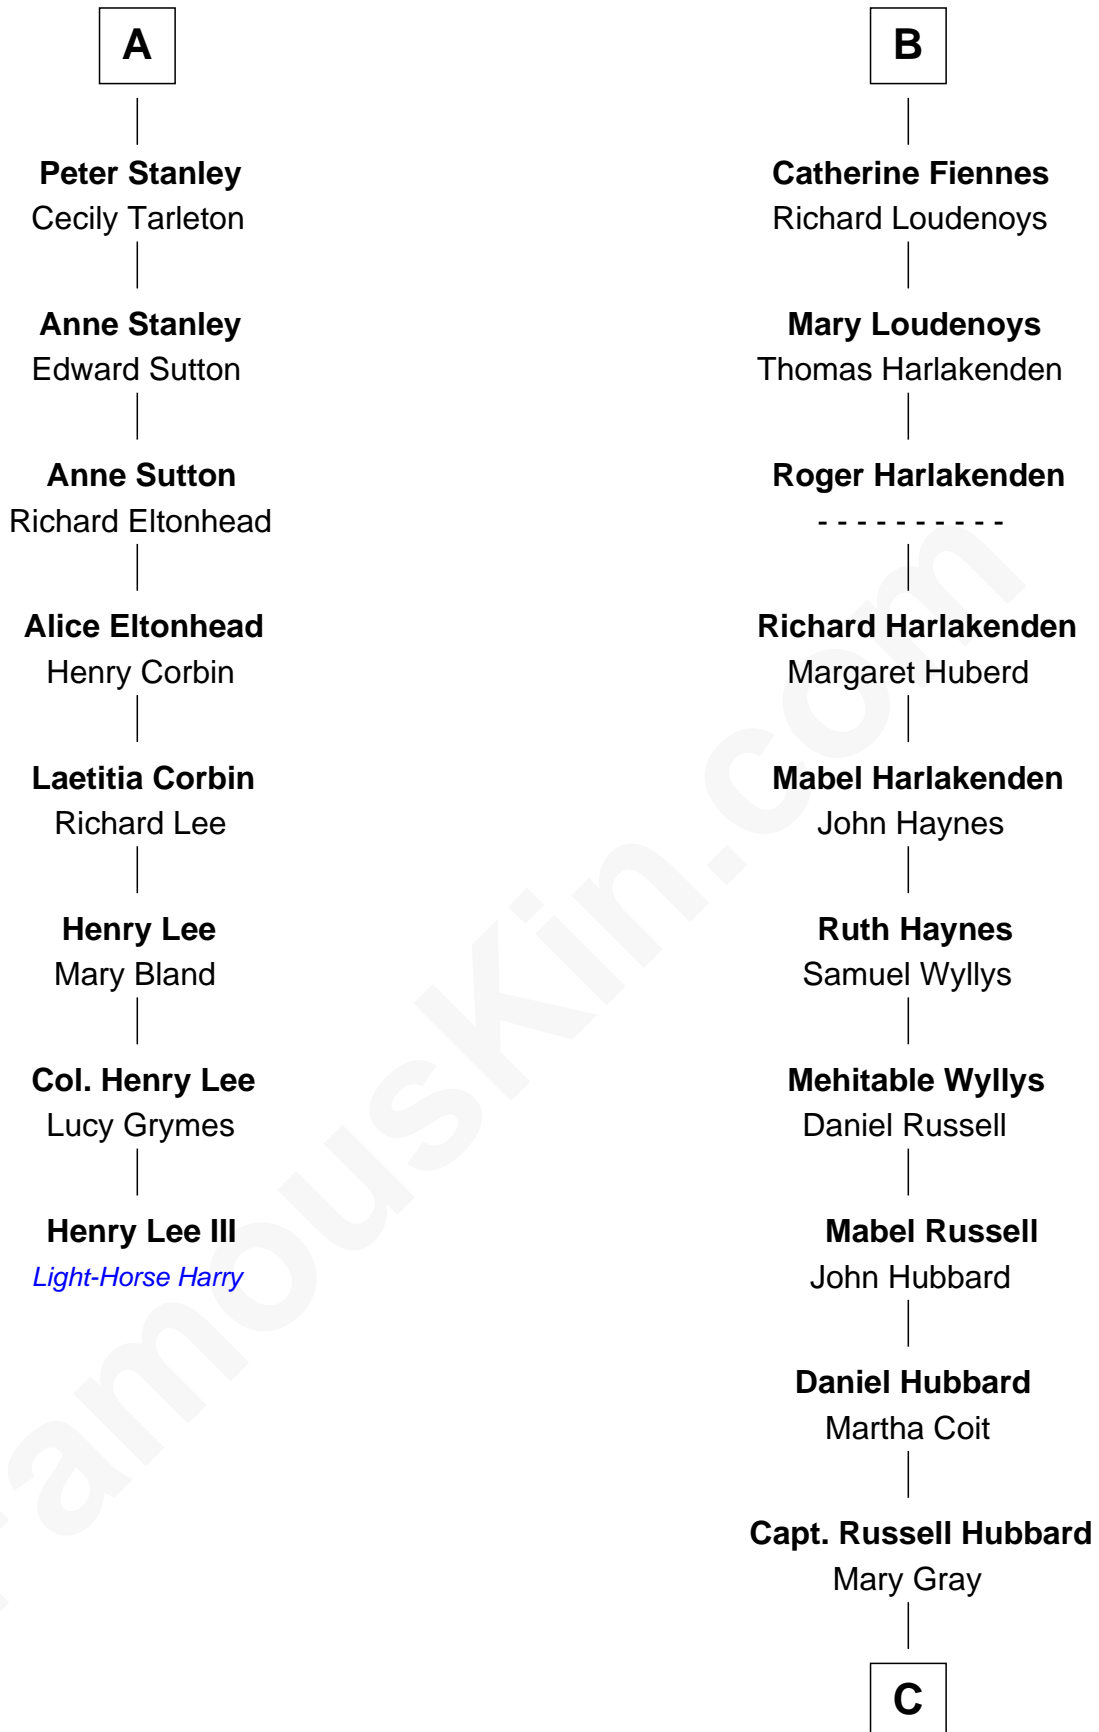 A
Peter Stanley
Cecily Tarleton
Anne Stanley
Edward Sutton
Anne Sutton
Richard Eltonhead
Alice Eltonhead
Henry Corbin
Laetitia Corbin
Richard Lee
Henry Lee
Mary Bland
Col. Henry Lee
Lucy Grymes
Henry Lee III
Light-Horse Harry
B
Catherine Fiennes
Richard Loudenoys
Mary Loudenoys
Thomas Harlakenden
Roger Harlakenden
- - - - - - - - - -
Richard Harlakenden
Margaret Huberd
Mabel Harlakenden
John Haynes
Ruth Haynes
Samuel Wyllys
Mehitable Wyllys
Daniel Russell
Mabel Russell
John Hubbard
Daniel Hubbard
Martha Coit
Capt. Russell Hubbard
Mary Gray
C
FamousKin.com